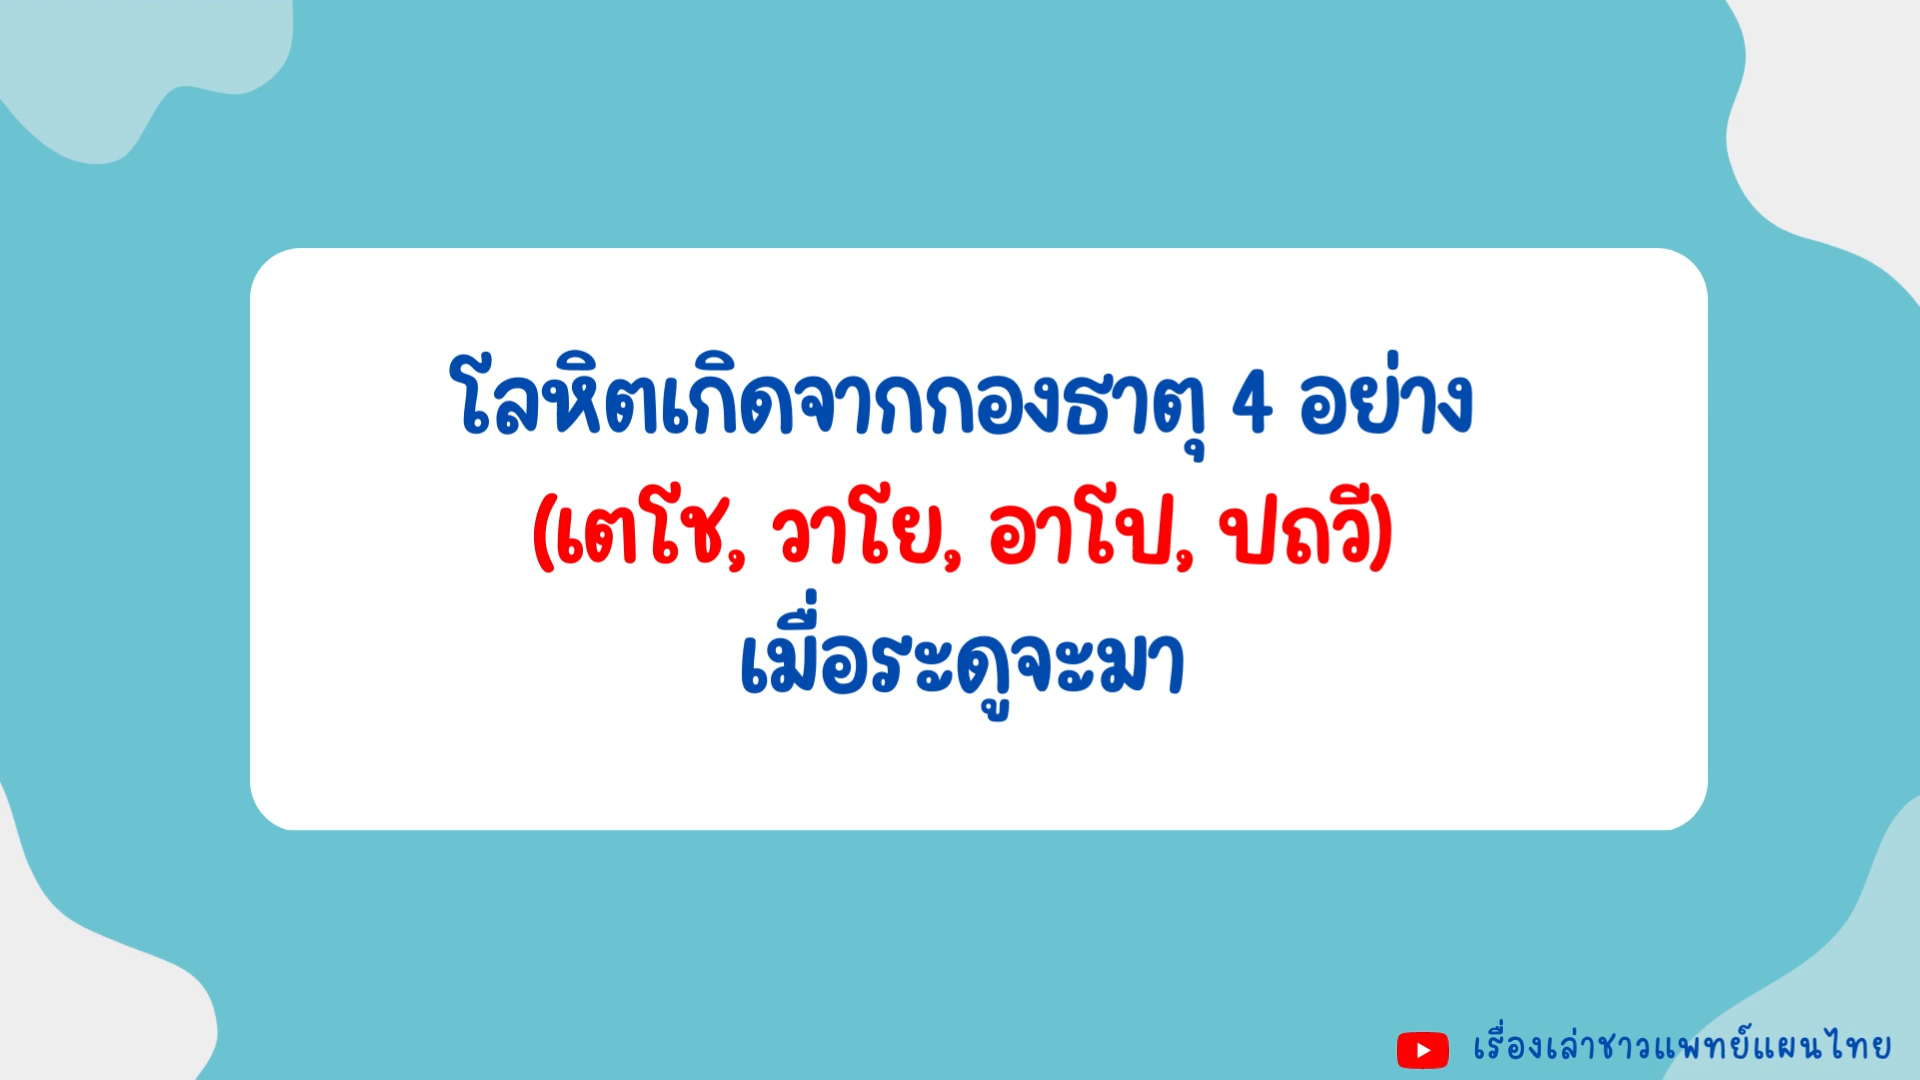 โลหิตเกิดจากกองธาตุ 4 อย่าง
(เตโช, วาโย, อาโป, ปถวี)
เมื่อระดูจะมา
เรื่องเล่าชาวแพทย์แผนไทย